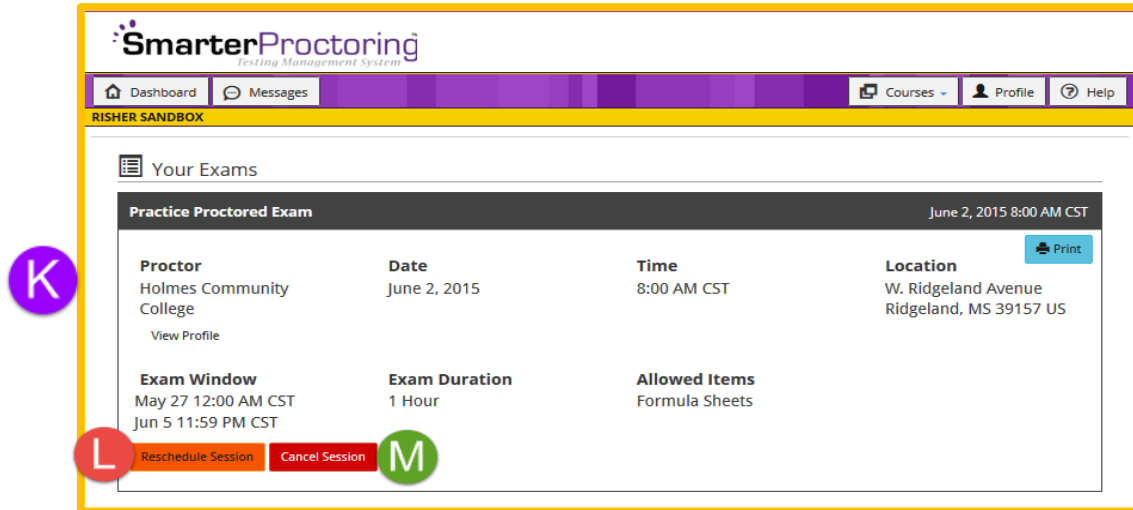 SmarterProctoring
Testing Management System
Dashboard Messages Courses Profile Help
RISHER SANDBOX
Your Exams
Practice Proctored Exam June 2, 2015 8:00 AM CST
Print
K
Proctor Date Time Location
Holmes Community June 2, 2015 8:00 AM CST W. Ridgeland Avenue
College Ridgeland, MS 39157 US
View Profile
Exam Window Exam Duration Allowed Items
May 27 12:00 AM CST 1 Hour Formula Sheets
Jun 5 11:59 PM CST
L Reschedule Session Cancel Session M